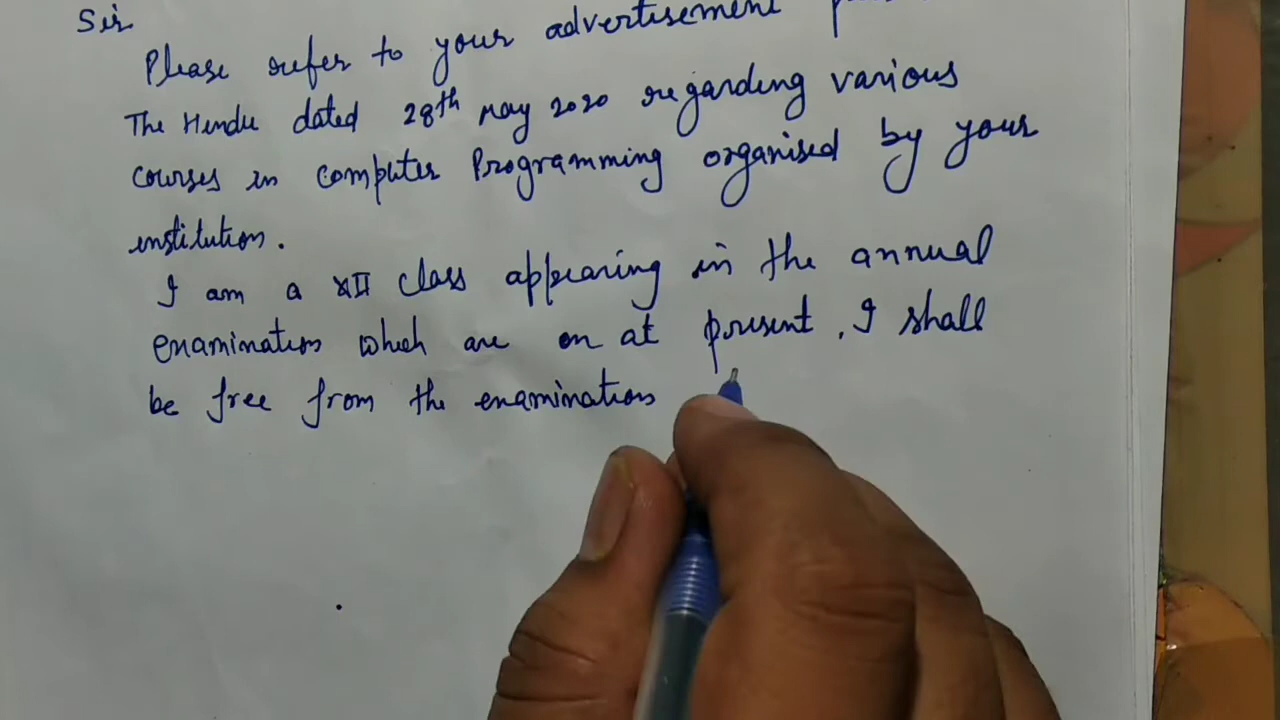 Sir
Please refer to your advertisement
The Hindu dated 28th May 2020 regarding various
courses in computer Programming organised by your
institution.
I am a XII class appearing in the annual
examination which are on at present, I shall
be free from the examination